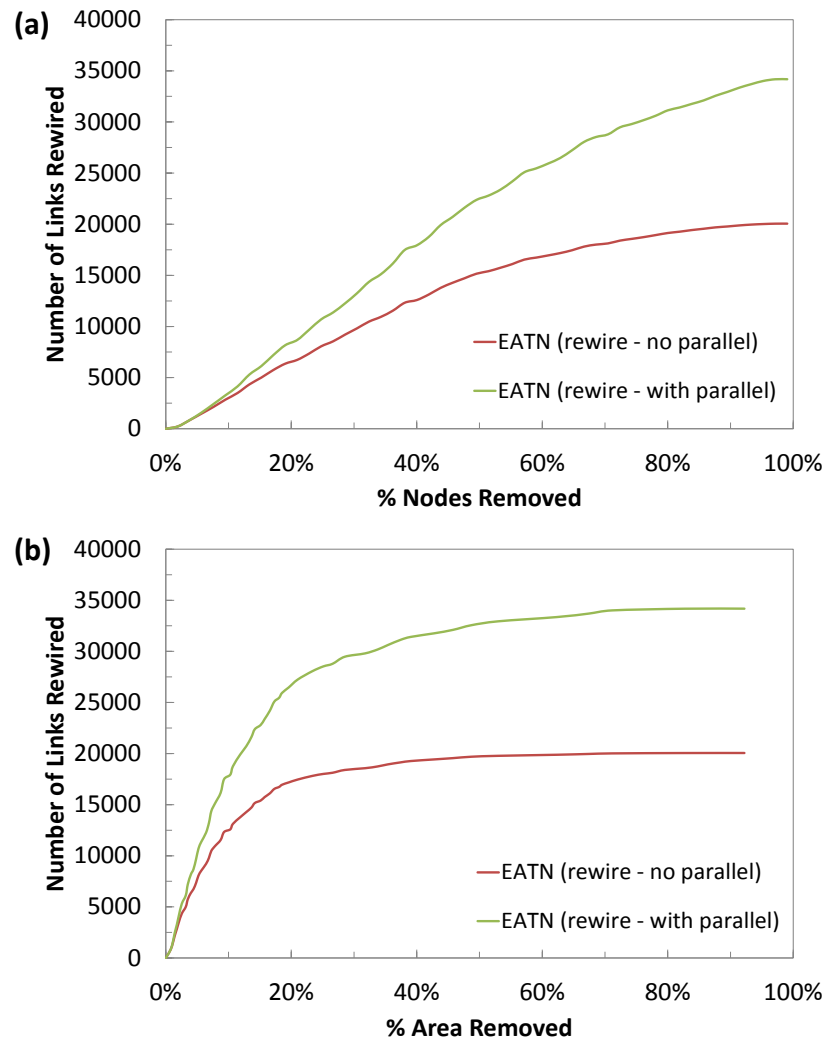 (a)
40000
35000
30000
25000
20000
15000
10000
5000
0
Number of Links Rewired
EATN (rewire - no parallel)
EATN (rewire - with parallel)
0% 20% 40% 60% 80% 100%
% Nodes Removed
(b)
40000
35000
30000
25000
20000
15000
10000
5000
0
Number of Links Rewired
EATN (rewire - no parallel)
EATN (rewire - with parallel)
0% 20% 40% 60% 80% 100%
% Area Removed